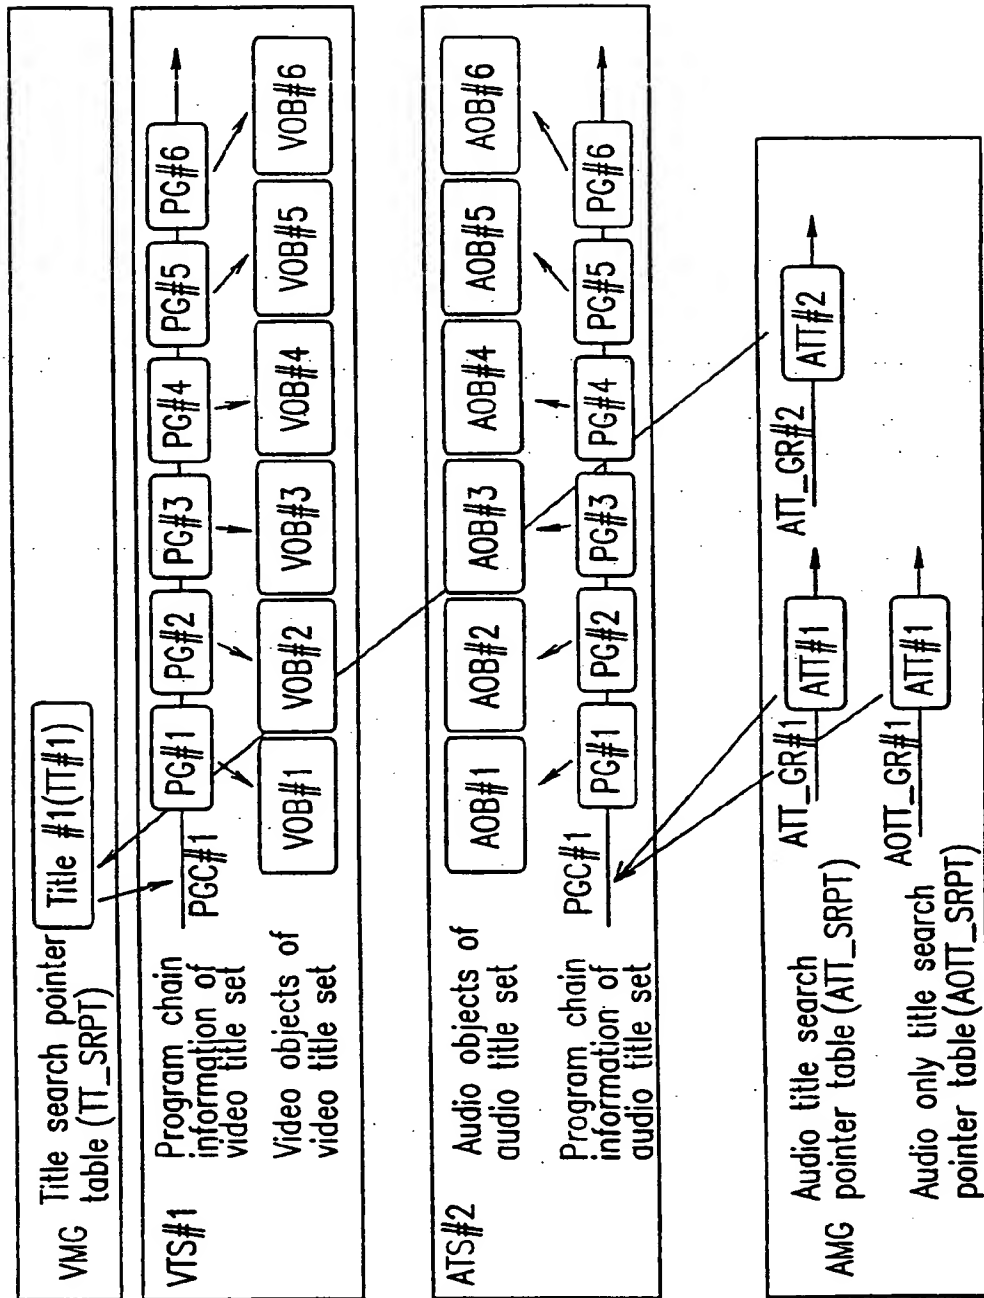 VMG
Title search pointer
table (TT_SRPT)
Title #1(TT#1)
VTS#1
Program chain
information of
video title set
PGC#1
PG#1
PG#2
PG#3
PG#4
PG#5
PG#6
Video objects of
video title set
VOB#1
VOB#2
VOB#3
VOB#4
VOB#5
VOB#6
ATS#2
Audio objects of
audio title set
AOB#1
AOB#2
AOB#3
AOB#4
AOB#5
AOB#6
Program chain
information of
audio title set
PGC#1
PG#1
PG#2
PG#3
PG#4
PG#5
PG#6
AMG
Audio title search
pointer table (ATT_SRPT)
ATT_GR#1
ATT#1
ATT_GR#2
ATT#2
Audio only title search
pointer table (AOTT_SRPT)
AOTT_GR#1
ATT#1